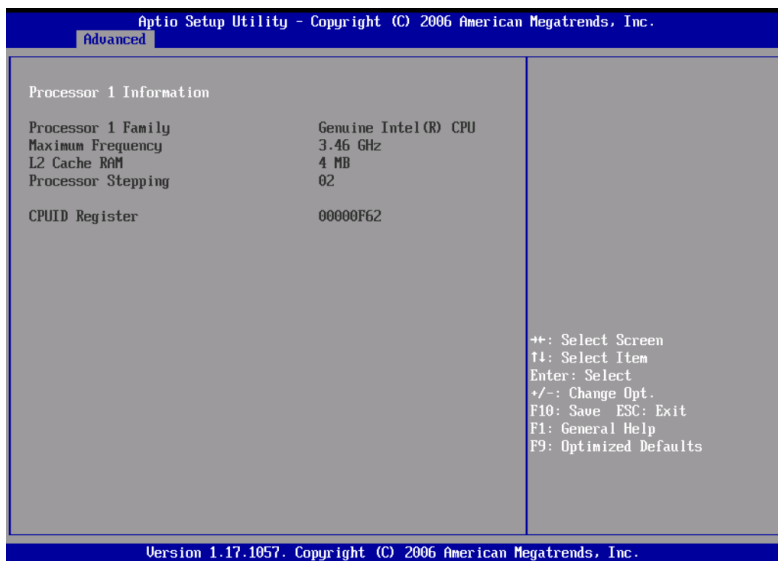 Aptio Setup Utility - Copyright (C) 2006 American Megatrends, Inc.
Advanced
Processor 1 Information
Processor 1 Family Genuine Intel(R) CPU
Maximum Frequency 3.46 GHz
L2 Cache RAM 4 MB
Processor Stepping 02
CPUID Register 00000F62
→←: Select Screen
↑↓: Select Item
Enter: Select
+/-: Change Opt.
F10: Save ESC: Exit
F1: General Help
F9: Optimized Defaults
Version 1.17.1057. Copyright (C) 2006 American Megatrends, Inc.